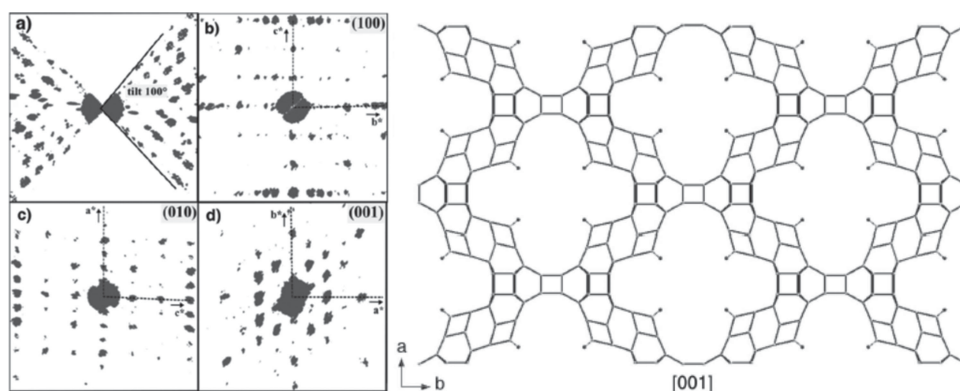 a)
tilt 100°
b)
(100)
c*
b*
c)
(010)
a*
c*
d)
(001)
b*
a*
a
b
[001]